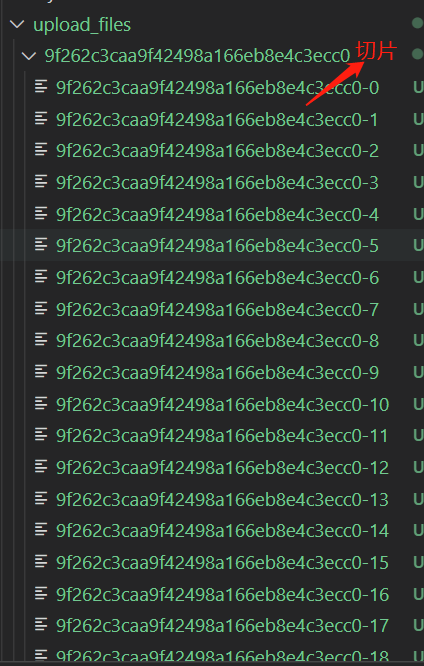 upload_files
9f262c3caa9f42498a166eb8e4c3ecc0 切片
9f262c3caa9f42498a166eb8e4c3ecc0-0 U
9f262c3caa9f42498a166eb8e4c3ecc0-1 U
9f262c3caa9f42498a166eb8e4c3ecc0-2 U
9f262c3caa9f42498a166eb8e4c3ecc0-3 U
9f262c3caa9f42498a166eb8e4c3ecc0-4 U
9f262c3caa9f42498a166eb8e4c3ecc0-5 U
9f262c3caa9f42498a166eb8e4c3ecc0-6 U
9f262c3caa9f42498a166eb8e4c3ecc0-7 U
9f262c3caa9f42498a166eb8e4c3ecc0-8 U
9f262c3caa9f42498a166eb8e4c3ecc0-9 U
9f262c3caa9f42498a166eb8e4c3ecc0-10 U
9f262c3caa9f42498a166eb8e4c3ecc0-11 U
9f262c3caa9f42498a166eb8e4c3ecc0-12 U
9f262c3caa9f42498a166eb8e4c3ecc0-13 U
9f262c3caa9f42498a166eb8e4c3ecc0-14 U
9f262c3caa9f42498a166eb8e4c3ecc0-15 U
9f262c3caa9f42498a166eb8e4c3ecc0-16 U
9f262c3caa9f42498a166eb8e4c3ecc0-17 U
9f262c3caa9f42498a166eb8e4c3ecc0-18 U